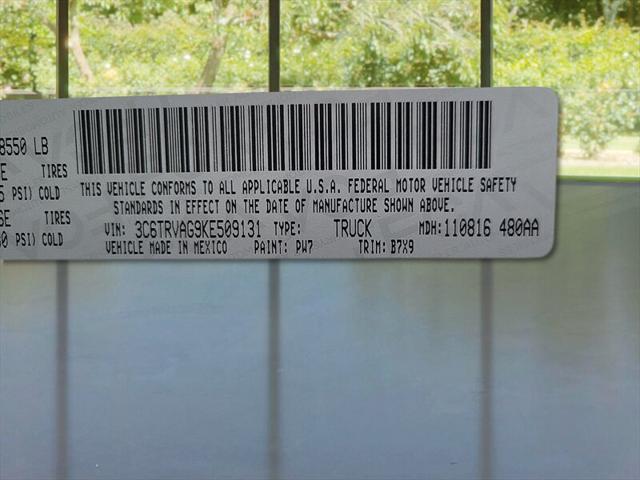 8550 LB
E TIRES
5 PSI) COLD
SE TIRES
0 PSI) COLD
THIS VEHICLE CONFORMS TO ALL APPLICABLE U.S.A. FEDERAL MOTOR VEHICLE SAFETY
STANDARDS IN EFFECT ON THE DATE OF MANUFACTURE SHOWN ABOVE.
VIN: 3C6TRVAG9KE509131 TYPE: TRUCK MDH: 110816 480AA
VEHICLE MADE IN MEXICO PAINT: PW7 TRIM: B7X9